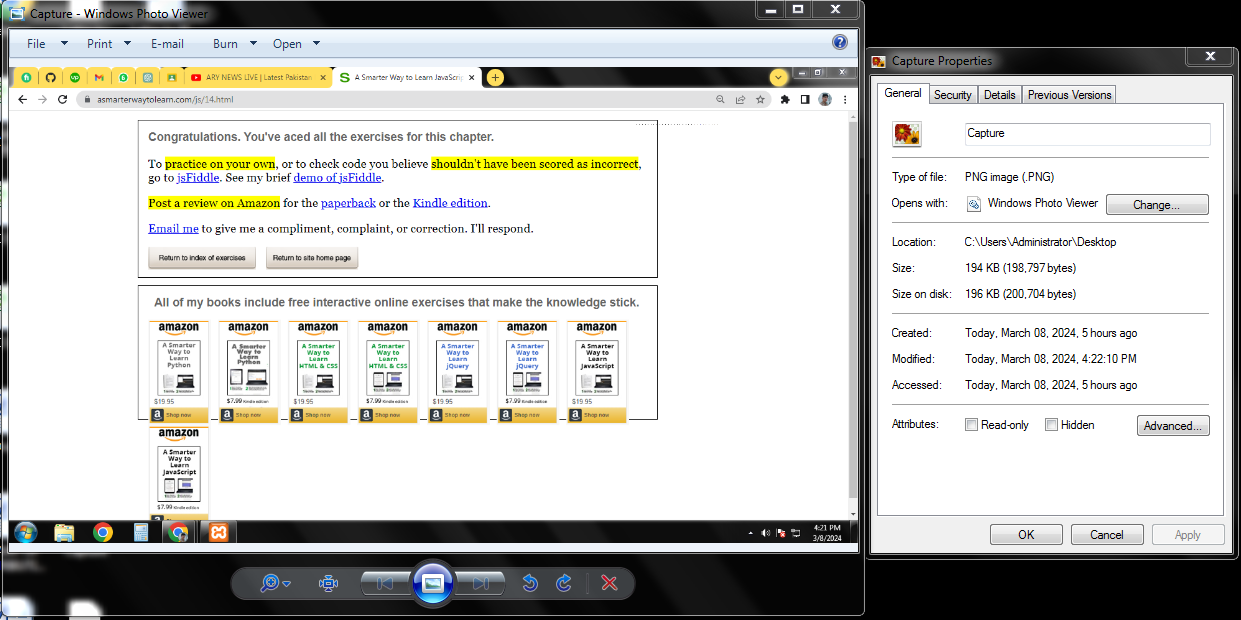 Capture - Windows Photo Viewer
File Print E-mail Burn Open
ARY NEWS LIVE | Latest Pakistan
A Smarter Way to Learn JavaScrip
asmarterwaytolearn.com/js/14.html
Congratulations. You've aced all the exercises for this chapter.
To practice on your own, or to check code you believe shouldn't have been scored as incorrect,
go to jsFiddle. See my brief demo of jsFiddle.
Post a review on Amazon for the paperback or the Kindle edition.
Email me to give me a compliment, complaint, or correction. I'll respond.
Return to index of exercises Return to site home page
All of my books include free interactive online exercises that make the knowledge stick.
amazon
A Smarter
Way to
Learn
Python
$19.95
Shop now
amazon
A Smarter
Way to
Learn
Python
$7.99 Kindle edition
Shop now
amazon
A Smarter
Way to
Learn
HTML & CSS
$19.95
Shop now
amazon
A Smarter
Way to
Learn
HTML & CSS
$7.99 Kindle edition
Shop now
amazon
A Smarter
Way to
Learn
jQuery
$19.95
Shop now
amazon
A Smarter
Way to
Learn
jQuery
$7.99 Kindle edition
Shop now
amazon
A Smarter
Way to
Learn
JavaScript
$19.95
Shop now
amazon
A Smarter
Way to
Learn
JavaScript
$7.99 Kindle edition
4:21 PM
3/8/2024
Capture Properties
General Security Details Previous Versions
Capture
Type of file: PNG image (.PNG)
Opens with: Windows Photo Viewer Change...
Location: C:\Users\Administrator\Desktop
Size: 194 KB (198,797 bytes)
Size on disk: 196 KB (200,704 bytes)
Created: Today, March 08, 2024, 5 hours ago
Modified: Today, March 08, 2024, 4:22:10 PM
Accessed: Today, March 08, 2024, 5 hours ago
Attributes: Read-only Hidden Advanced...
OK Cancel Apply